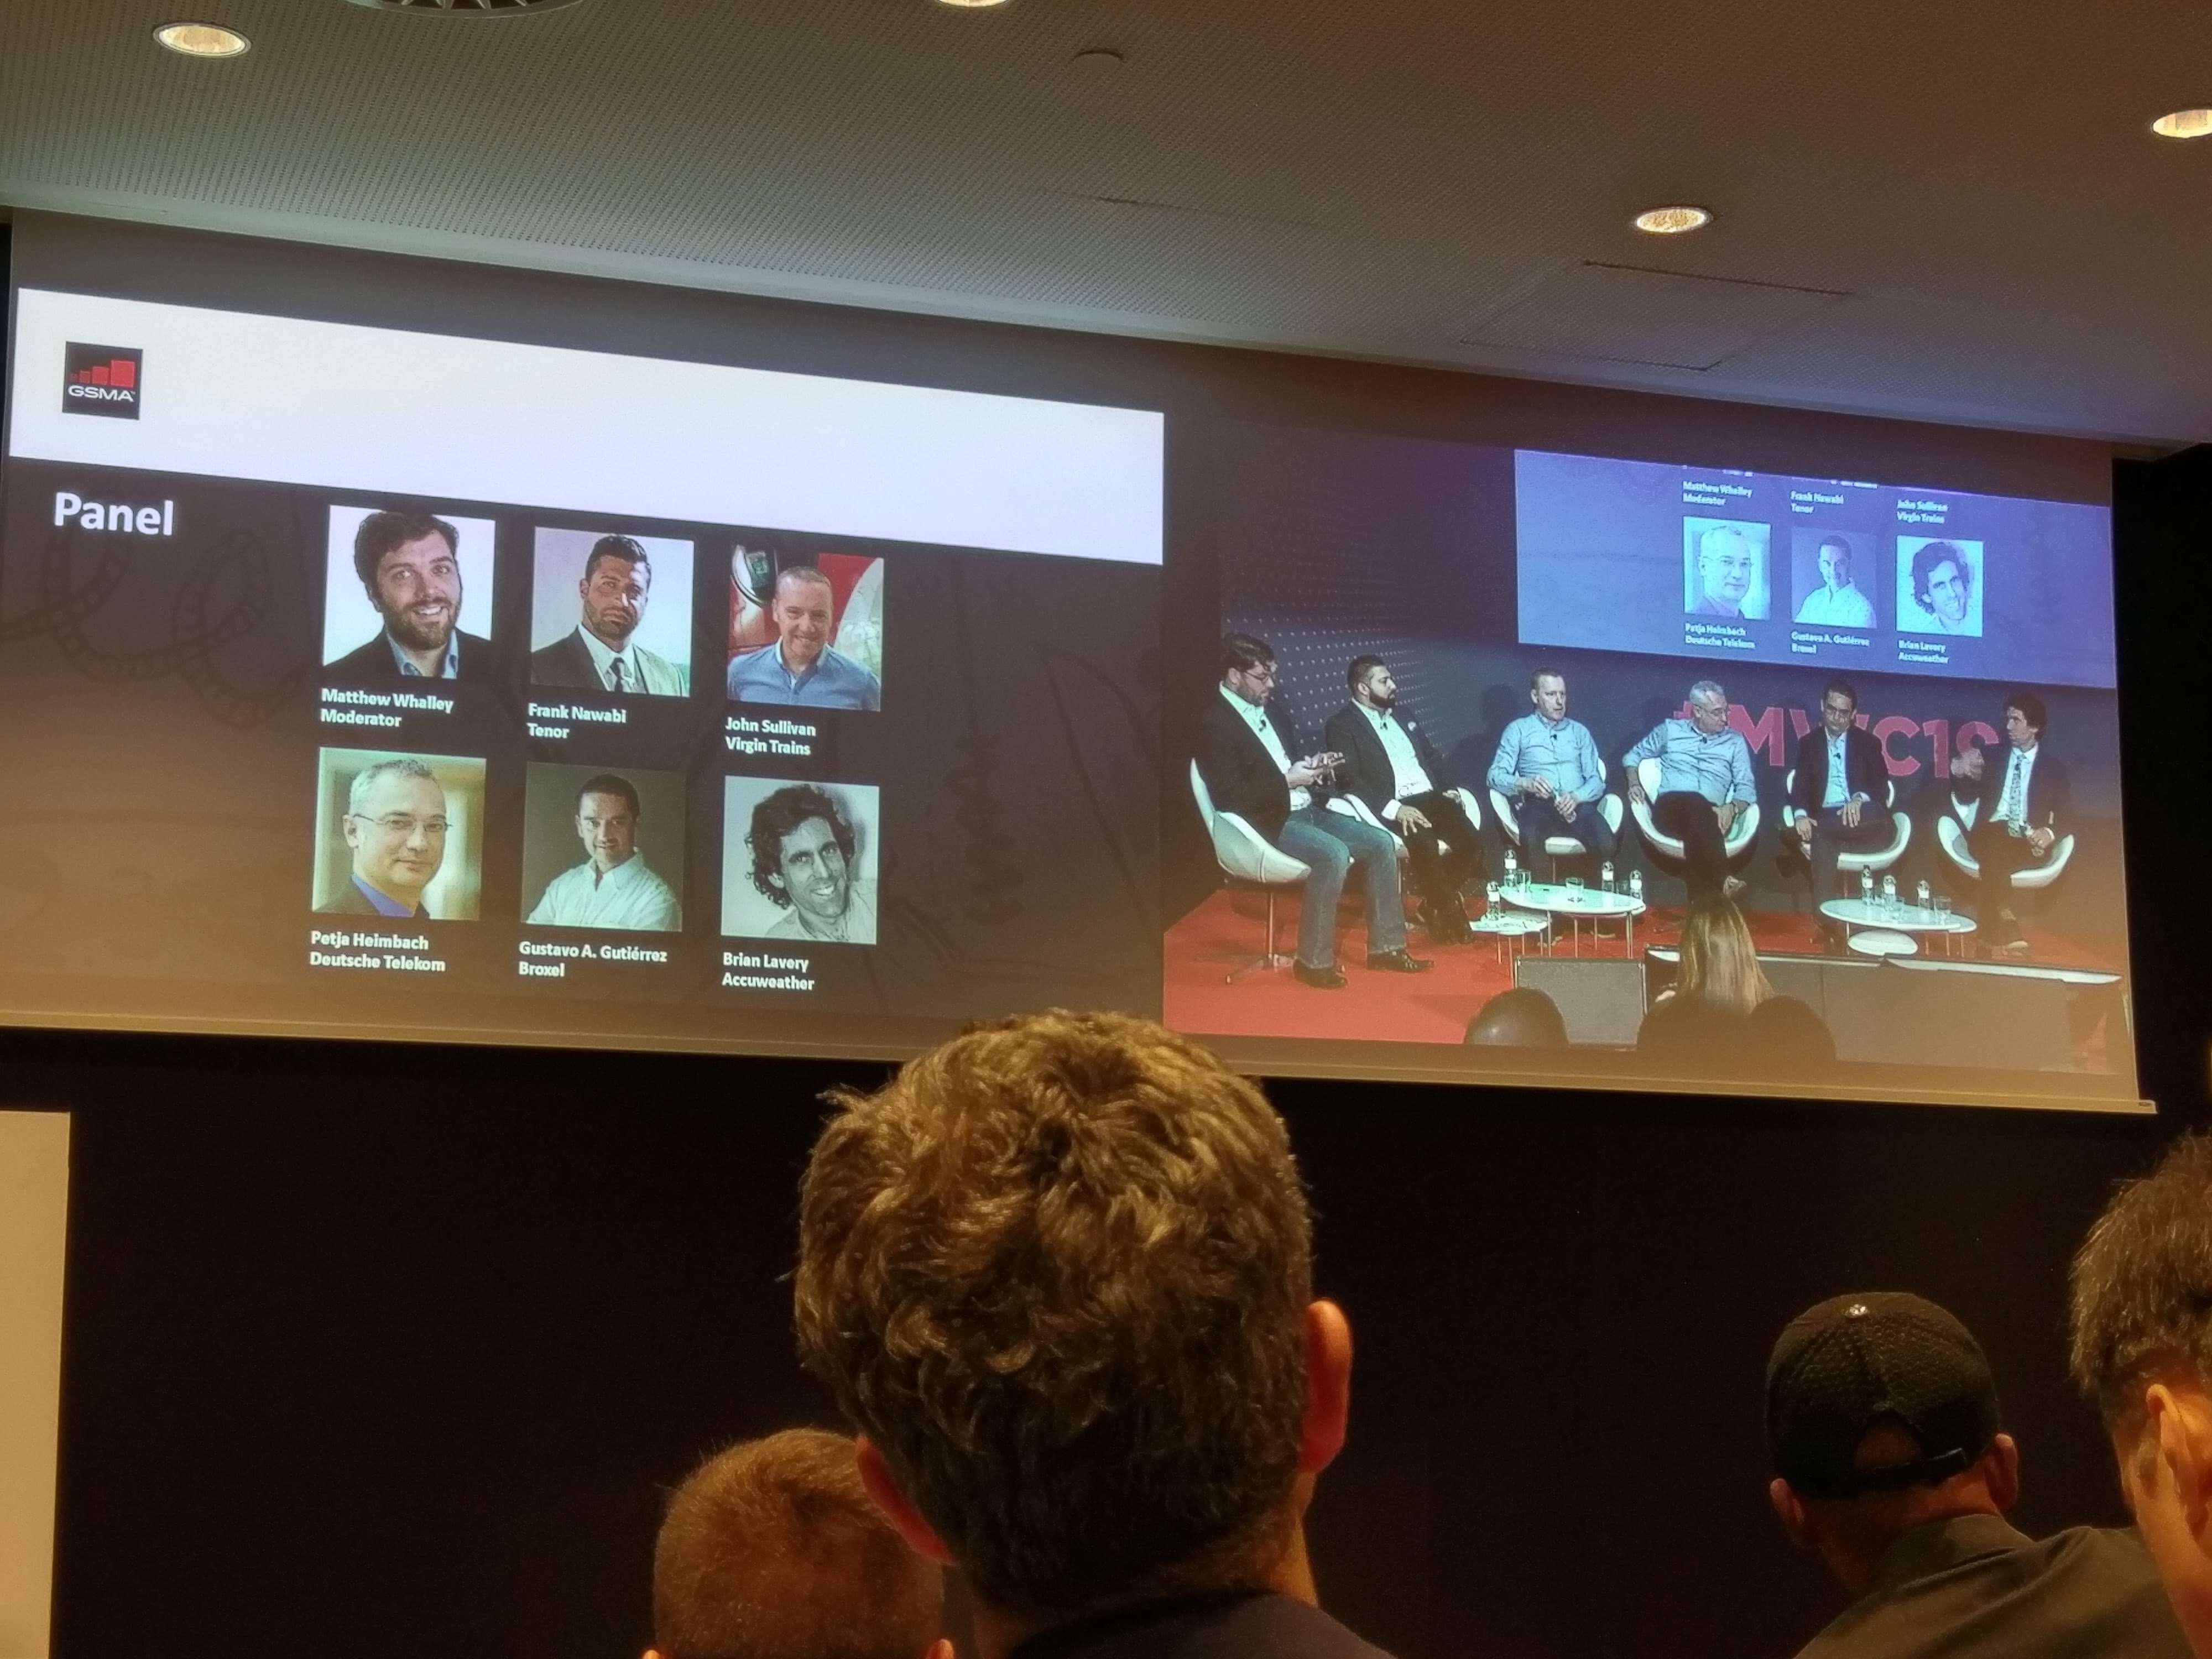 GSMA
Panel
Matthew Whalley
Moderator
Frank Nawabi
Tenor
John Sullivan
Virgin Trains
Petja Heimbach
Deutsche Telekom
Gustavo A. Gutiérrez
Broxel
Brian Lavery
Accuweather
Matthew Whalley
Moderator
Frank Nawabi
Tenor
John Sullivan
Virgin Trains
Petja Heimbach
Deutsche Telekom
Gustavo A. Gutiérrez
Broxel
Brian Lavery
Accuweather